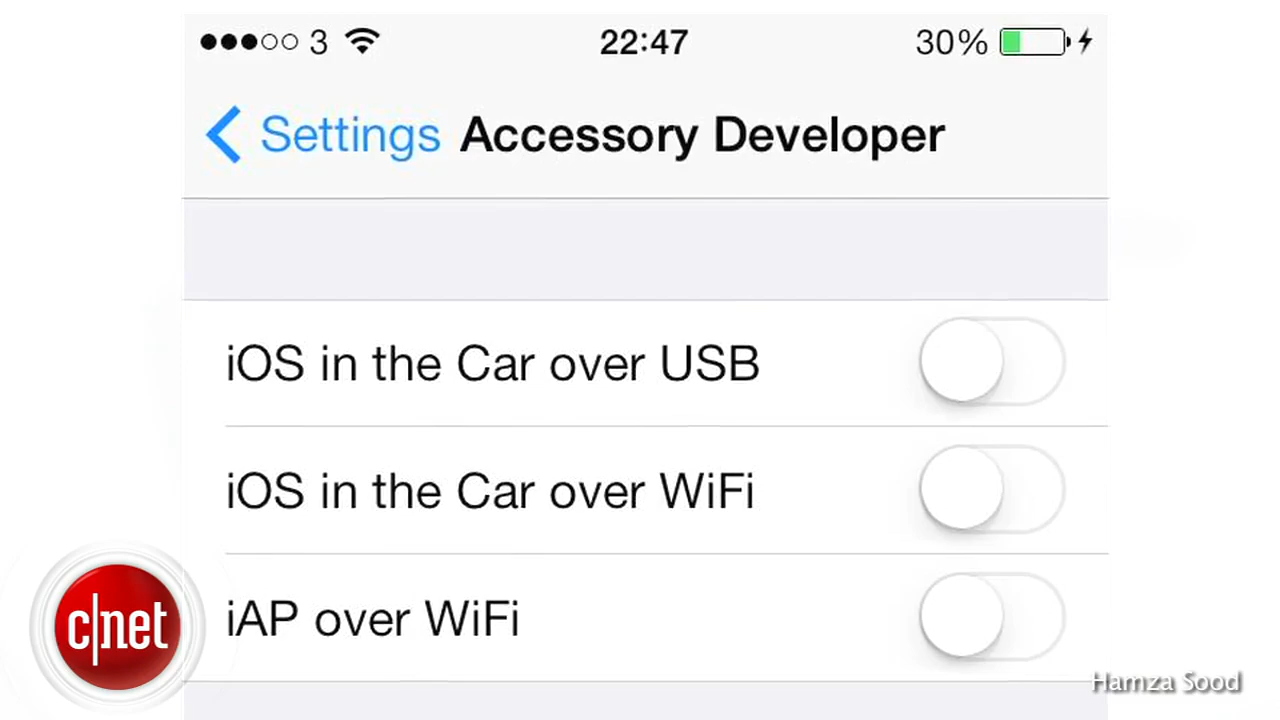 3 22:47 30%
Settings Accessory Developer
iOS in the Car over USB
iOS in the Car over WiFi
iAP over WiFi
c|net
Hamza Sood